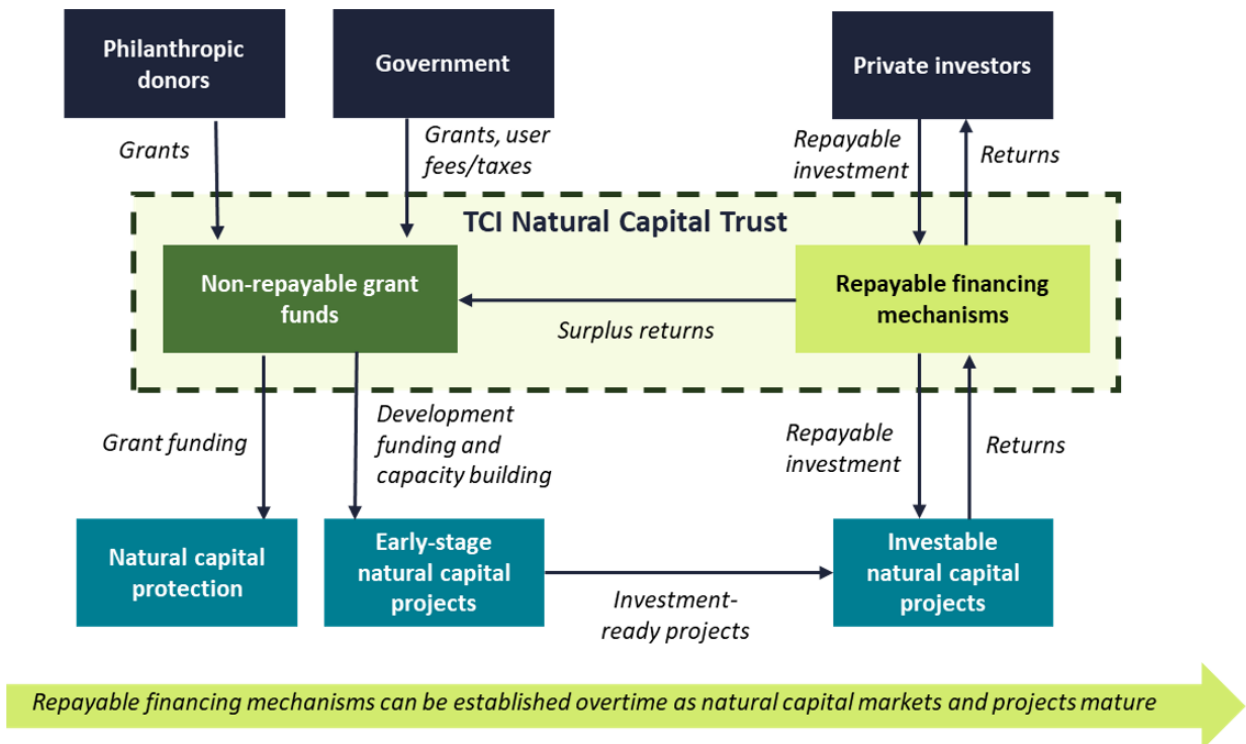 Philanthropic
donors
Government
Private investors
Grants
Grants, user
fees/taxes
Repayable
investment
Returns
TCI Natural Capital Trust
Non-repayable grant
funds
Surplus returns
Repayable financing
mechanisms
Grant funding
Development
funding and
capacity building
Repayable
investment
Returns
Natural capital
protection
Early-stage
natural capital
projects
Investment-
ready projects
Investable
natural capital
projects
Repayable financing mechanisms can be established overtime as natural capital markets and projects mature